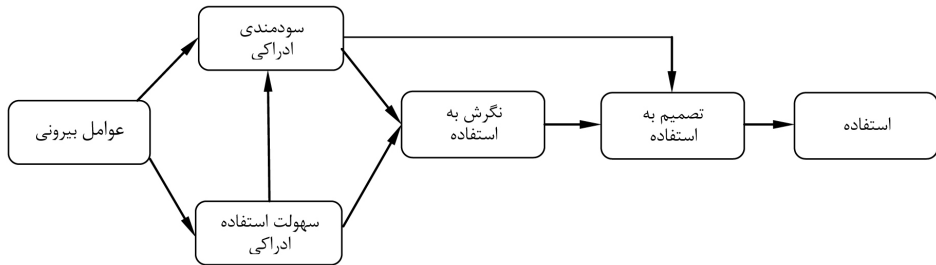 سودمندی
ادراکی
عوامل بیرونی
نگرش به
استفاده
تصمیم به
استفاده
استفاده
سهولت استفاده
ادراکی